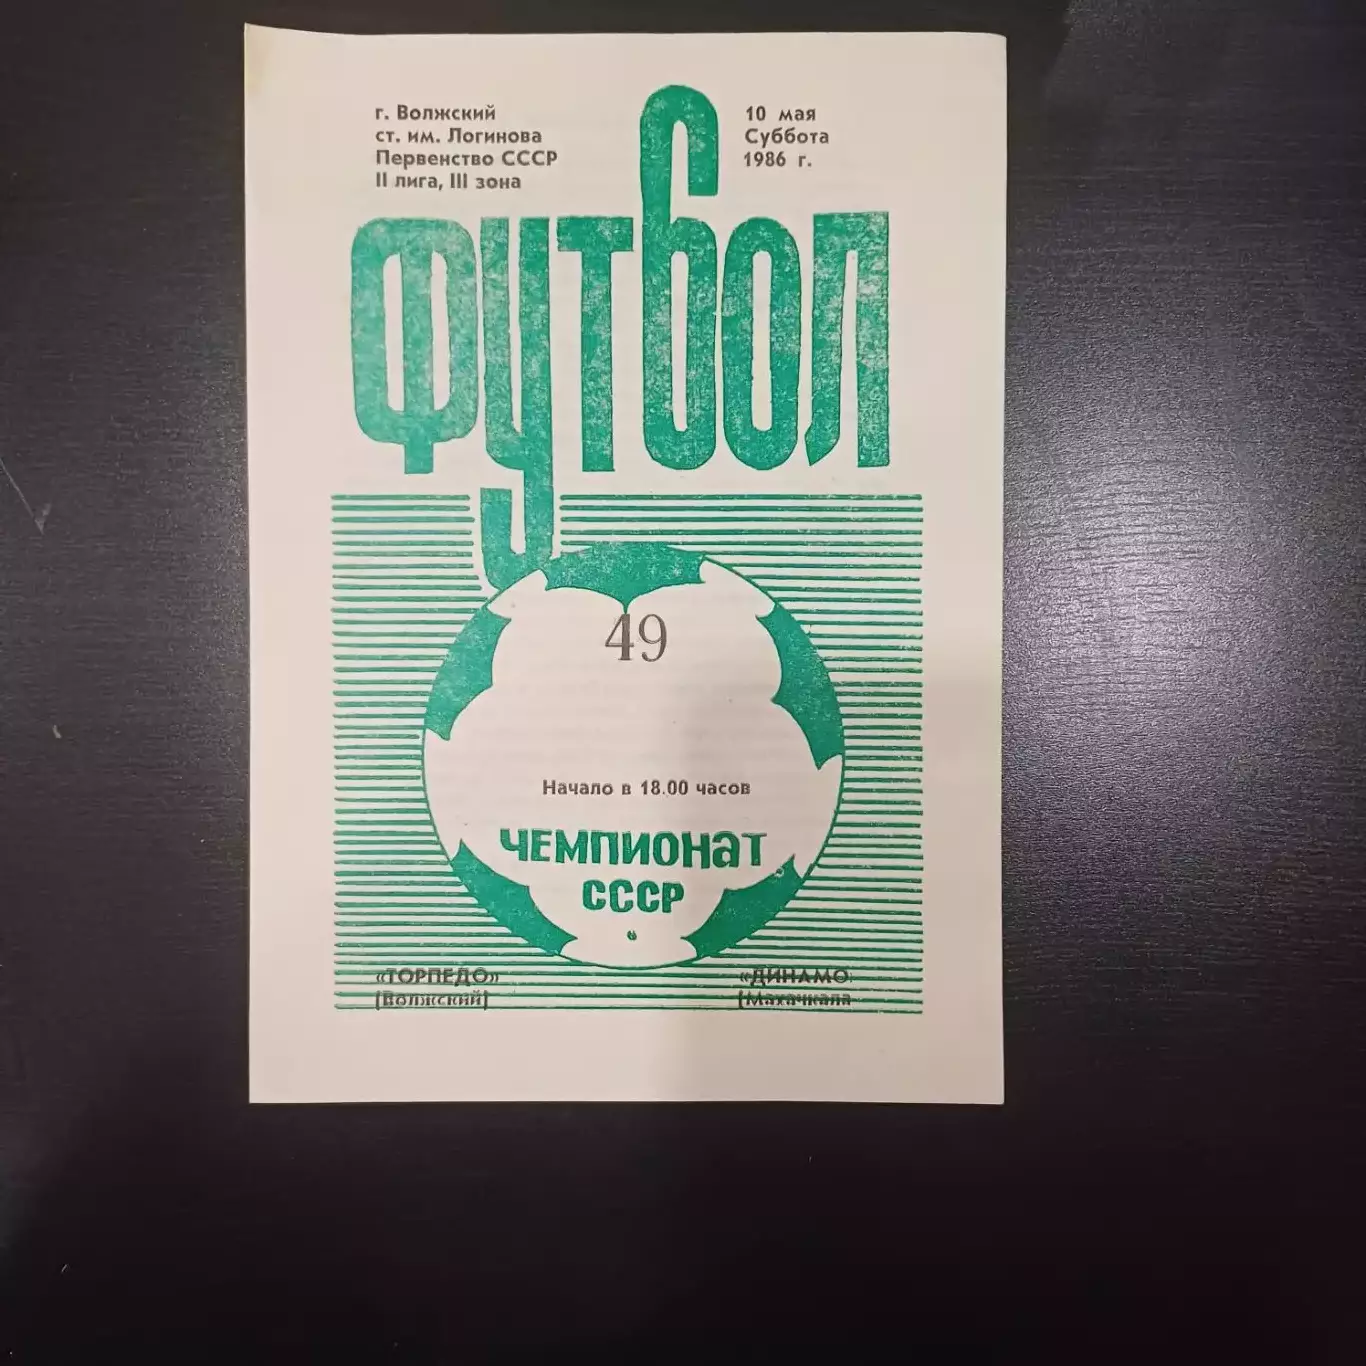 г. Волжский
ст. им. Логинова
Первенство СССР
II лига, III зона
10 мая
Суббота
1986 г.
футбол
49
Начало в 18.00 часов
ЧЕМПИОНАТ
СССР
«ТОРПЕДО»
[Волжский]
«ДИНАМО
[Махачкала